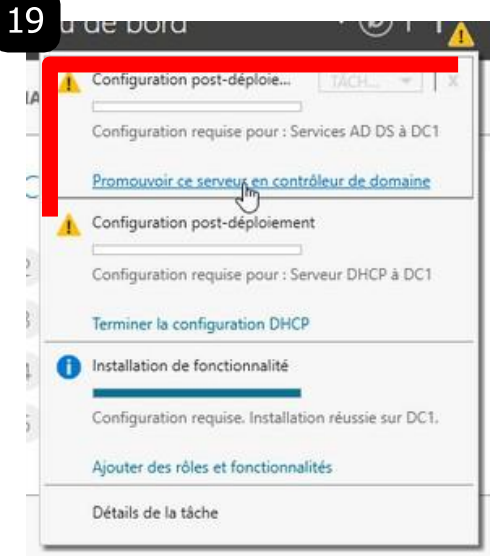 19
de bord
Configuration post-déploie...
TÂCH...
x
Configuration requise pour : Services AD DS à DC1
Promouvoir ce serveur en contrôleur de domaine
Configuration post-déploiement
Configuration requise pour : Serveur DHCP à DC1
Terminer la configuration DHCP
Installation de fonctionnalité
Configuration requise. Installation réussie sur DC1.
Ajouter des rôles et fonctionnalités
Détails de la tâche